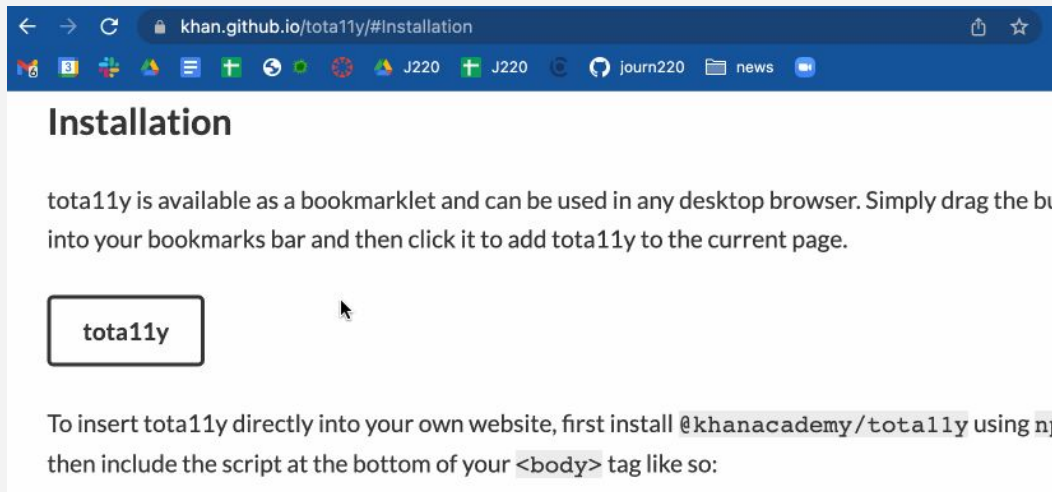 khan.github.io/tota11y/#Installation
6 3 J220 J220 journ220 news
Installation
tota11y is available as a bookmarklet and can be used in any desktop browser. Simply drag the
into your bookmarks bar and then click it to add tota11y to the current page.
tota11y
To insert tota11y directly into your own website, first install @khanacademy/tota11y using
then include the script at the bottom of your <body> tag like so: